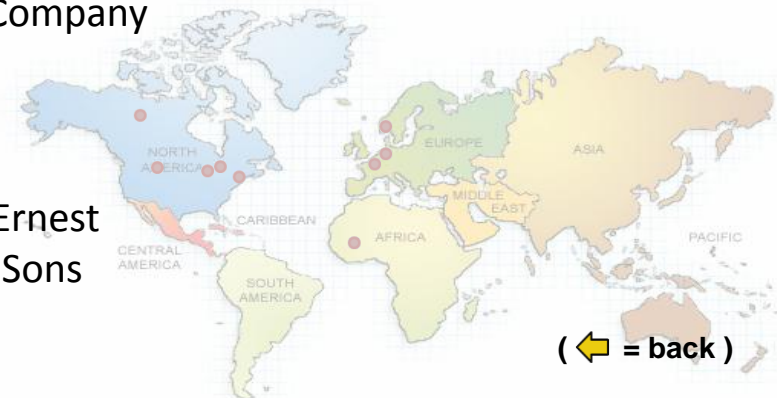 Company
EUROPE
ASIA
NORTH
AMERICA
MIDDLE
EAST
Ernest
CARIBBEAN
AFRICA
PACIFIC
CENTRAL
AMERICA
Sons
SOUTH
AMERICA
( = back )